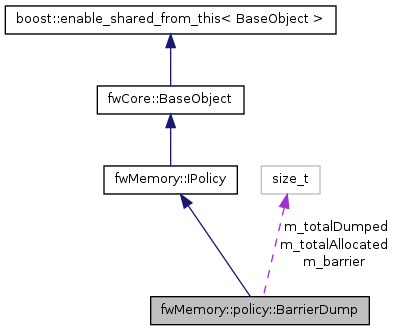 boost::enable_shared_from_this< BaseObject >
fwCore::BaseObject
fwMemory::IPolicy
size_t
m_totalDumped
m_totalAllocated
m_barrier
fwMemory::policy::BarrierDump